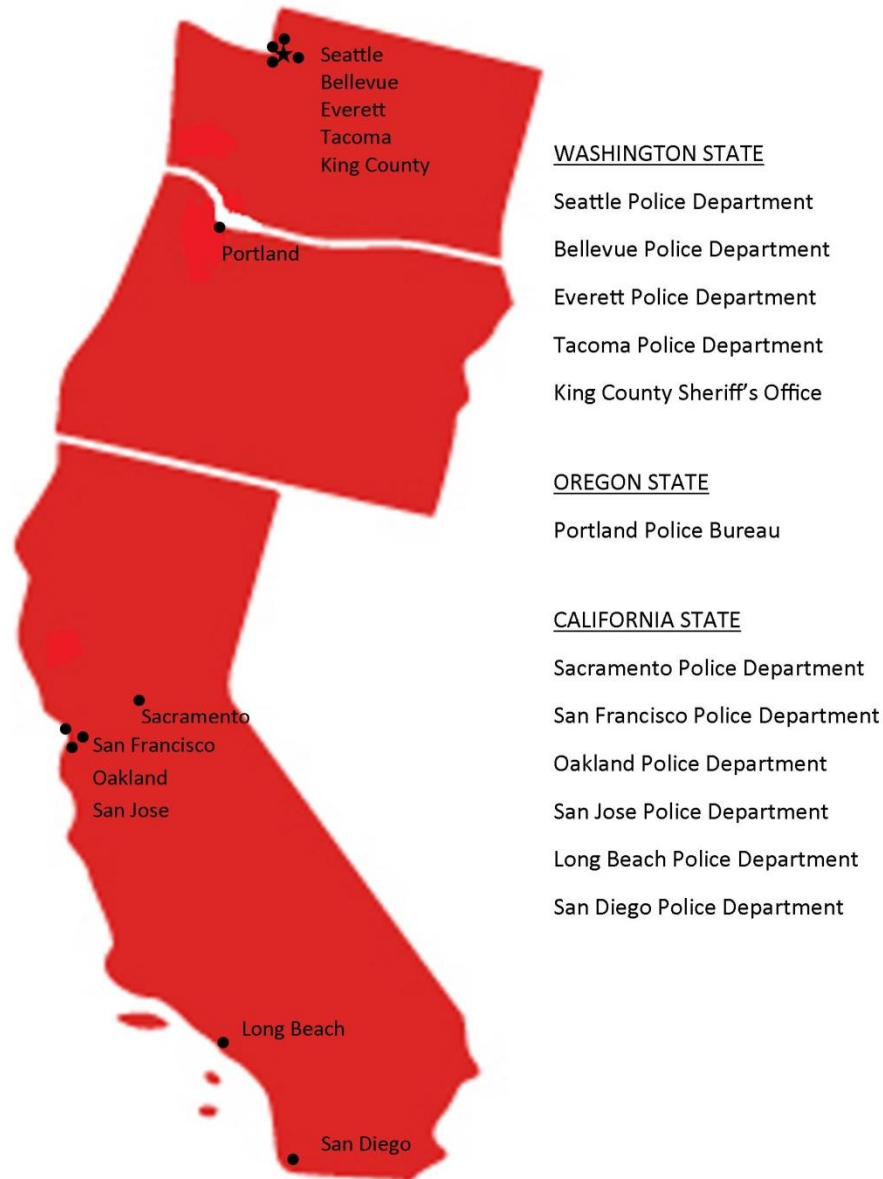 Seattle
Bellevue
Everett
Tacoma
King County
Portland
Sacramento
San Francisco
Oakland
San Jose
Long Beach
San Diego
WASHINGTON STATE
Seattle Police Department
Bellevue Police Department
Everett Police Department
Tacoma Police Department
King County Sheriff’s Office
OREGON STATE
Portland Police Bureau
CALIFORNIA STATE
Sacramento Police Department
San Francisco Police Department
Oakland Police Department
San Jose Police Department
Long Beach Police Department
San Diego Police Department